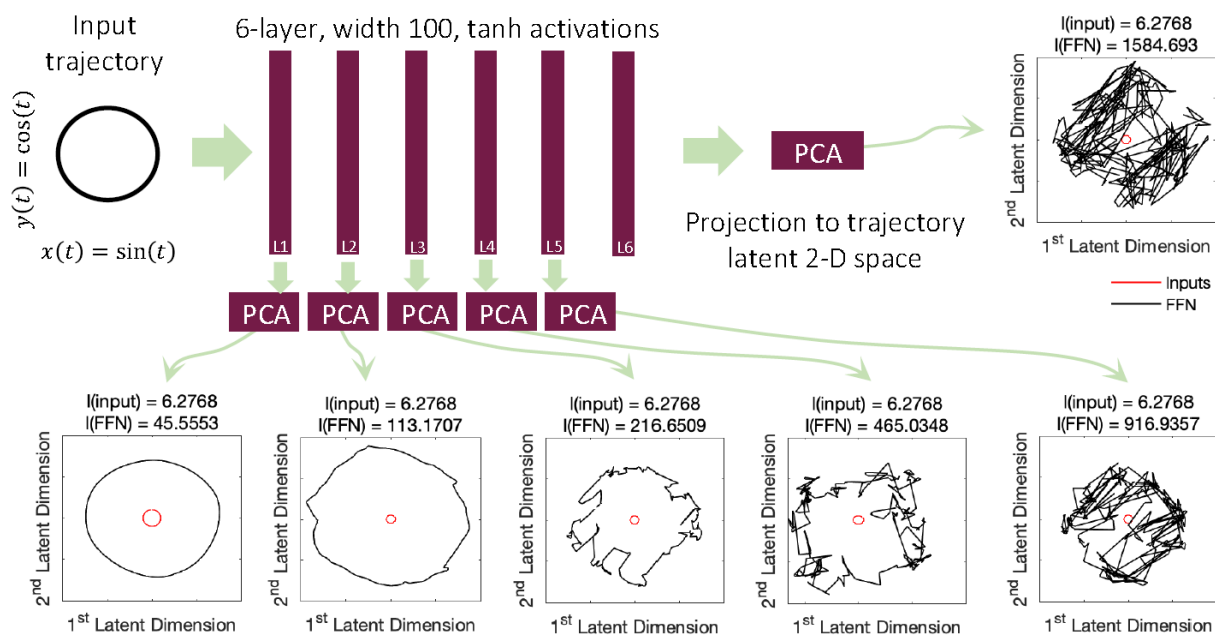 Input
trajectory
6-layer, width 100, tanh activations
l(input) = 6.2768
l(FFN) = 1584.693
y(t) = cos(t)
x(t) = sin(t)
L1
L2
L3
L4
L5
L6
PCA
Projection to trajectory
latent 2-D space
2nd Latent Dimension
1st Latent Dimension
Inputs
FFN
PCA
PCA
PCA
PCA
PCA
l(input) = 6.2768
l(FFN) = 45.5553
2nd Latent Dimension
1st Latent Dimension
l(input) = 6.2768
l(FFN) = 113.1707
2nd Latent Dimension
1st Latent Dimension
l(input) = 6.2768
l(FFN) = 216.6509
2nd Latent Dimension
1st Latent Dimension
l(input) = 6.2768
l(FFN) = 465.0348
2nd Latent Dimension
1st Latent Dimension
l(input) = 6.2768
l(FFN) = 916.9357
2nd Latent Dimension
1st Latent Dimension